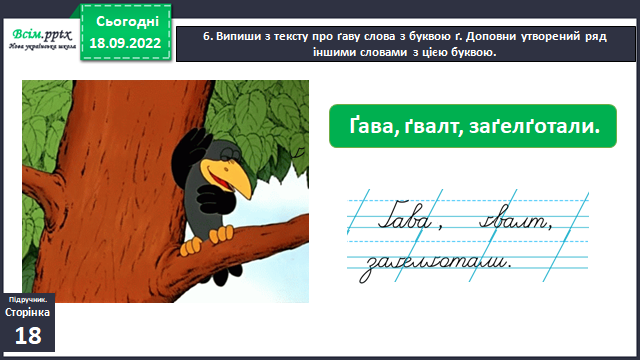 Всім.pptx
Нова українська школа
Сьогодні
18.09.2022
6. Випиши з тексту про ґаву слова з буквою ґ. Доповни утворений ряд
іншими словами з цією буквою.
Ґава, ґвалт, заґелґотали.
Ґава, ґвалт,
заґелґотали.
Підручник.
Сторінка
18